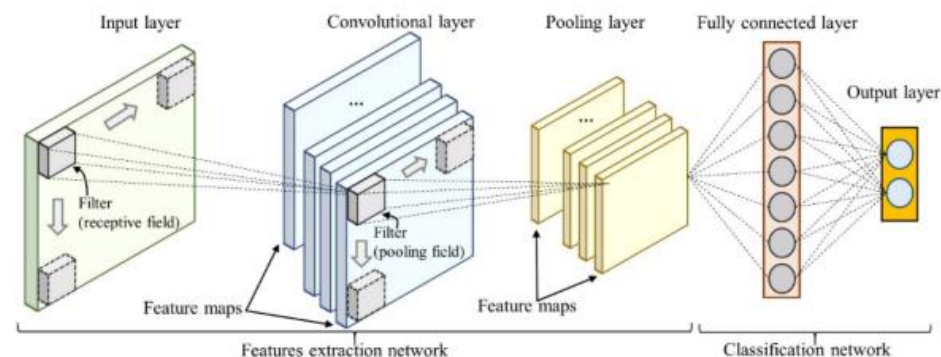 Input layer
Convolutional layer
Pooling layer
Fully connected layer
Output layer
...
...
Filter
(receptive field)
Filter
(pooling field)
Feature maps
Feature maps
Features extraction network
Classification network